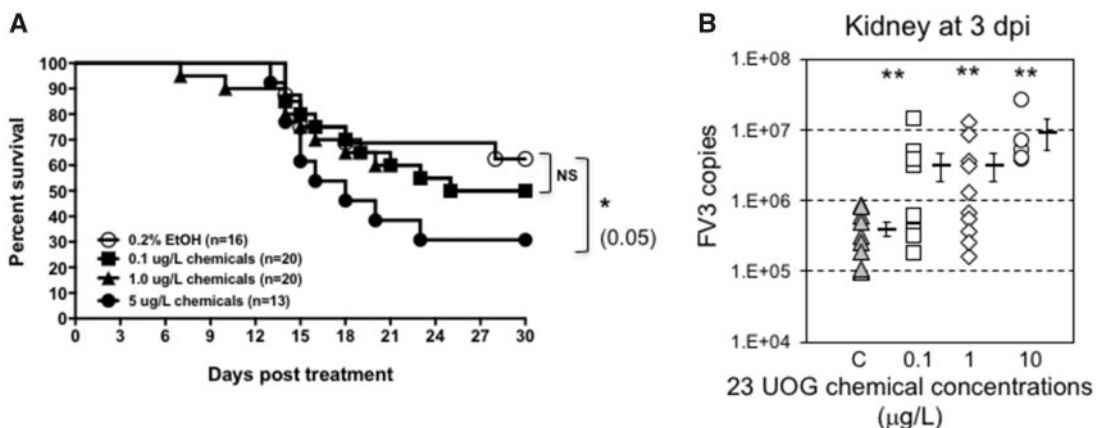 A
100
90
80
70
60
50
40
30
20
10
0
Percent survival
0 3 6 9 12 15 18 21 24 27 30
Days post treatment
0.2% EtOH (n=16)
0.1 ug/L chemicals (n=20)
1.0 ug/L chemicals (n=20)
5 ug/L chemicals (n=13)
NS
*
(0.05)
B
Kidney at 3 dpi
1.E+08
1.E+07
1.E+06
1.E+05
1.E+04
FV3 copies
** ** **
C 0.1 1 10
23 UOG chemical concentrations
(μg/L)